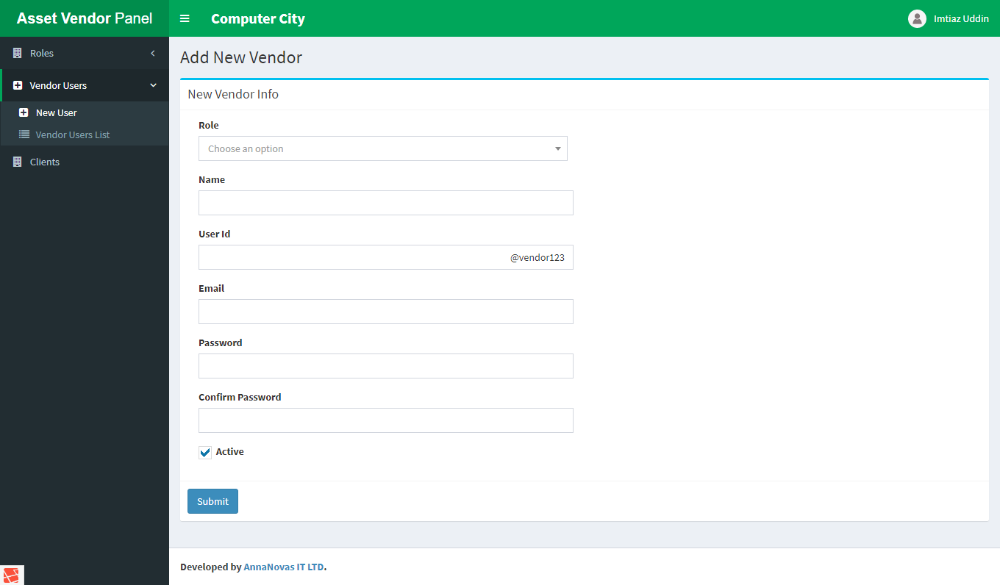 Asset Vendor Panel
Computer City
Imtiaz Uddin
Roles
Vendor Users
New User
Vendor Users List
Clients
Add New Vendor
New Vendor Info
Role
Choose an option
Name
User Id
@vendor123
Email
Password
Confirm Password
Active
Submit
Developed by AnnaNovas IT LTD.